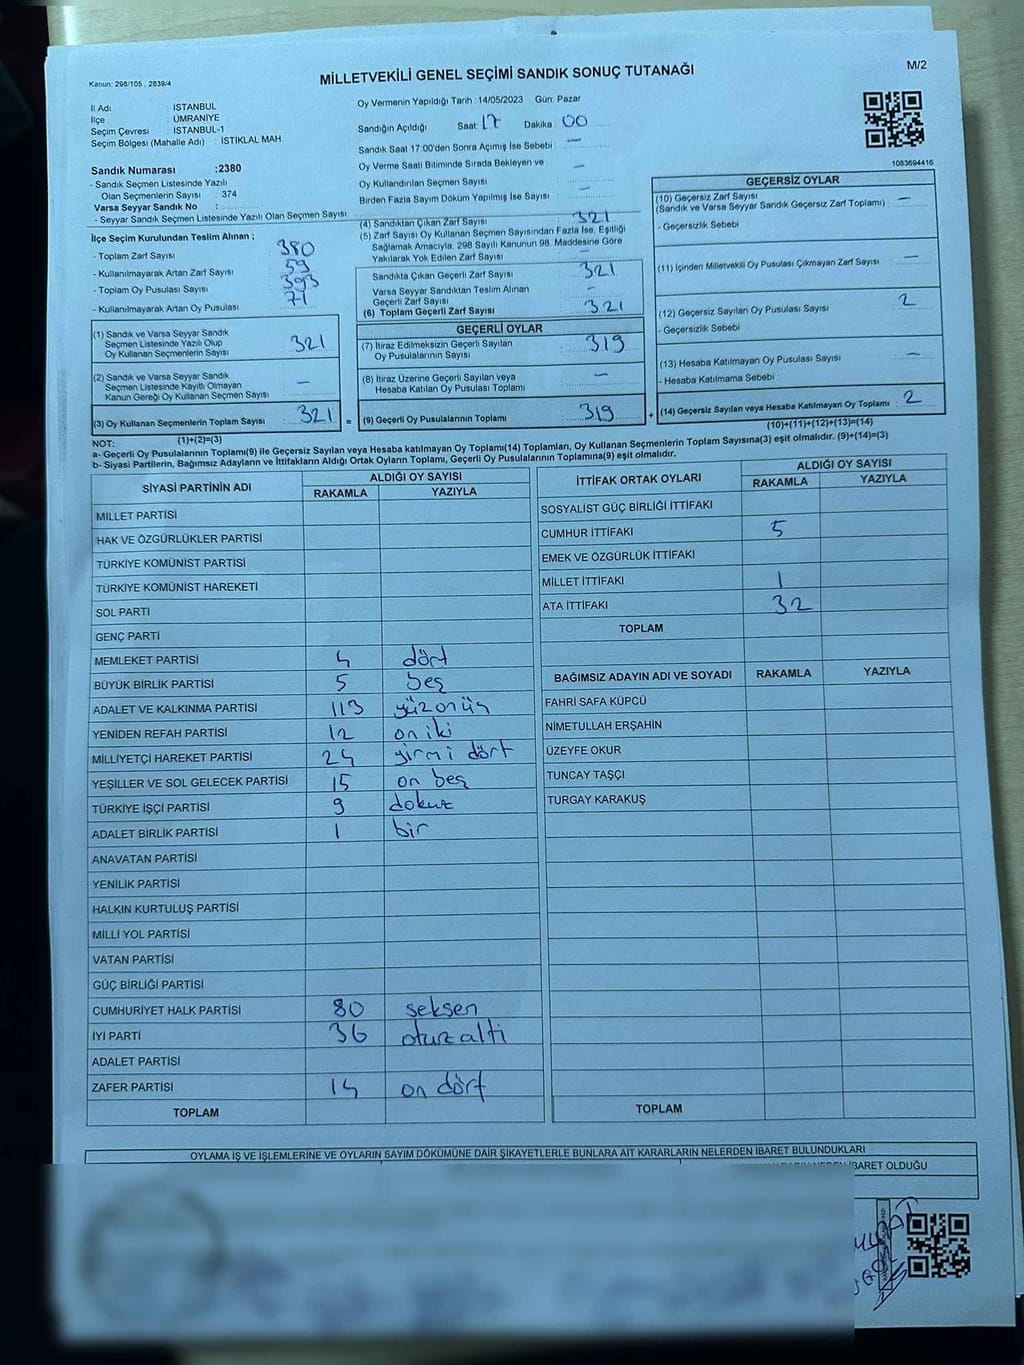 Kanun: 298/105 , 2839/4
MİLLETVEKİLİ GENEL SEÇİMİ SANDIK SONUÇ TUTANAĞI
M/2
İl Adı İSTANBUL
İlçe ÜMRANİYE
Seçim Çevresi İSTANBUL-1
Seçim Bölgesi (Mahalle Adı) : İSTİKLAL MAH.
Sandık Numarası :2380
- Sandık Seçmen Listesinde Yazılı
Olan Seçmenlerin Sayısı : 374
Varsa Seyyar Sandık No :
- Seyyar Sandık Seçmen Listesinde Yazılı Olan Seçmen Sayısı
İlçe Seçim Kurulundan Teslim Alınan :
- Toplam Zarf Sayısı 380
- Kullanılmayarak Artan Zarf Sayısı 59
- Toplam Oy Pusulası Sayısı 393
- Kullanılmayarak Artan Oy Pusulası 71
(1) Sandık ve Varsa Seyyar Sandık
Seçmen Listesinde Yazılı Olup
Oy Kullanan Seçmenlerin Sayısı 321
(2) Sandık ve Varsa Seyyar Sandık
Seçmen Listesinde Kayıtlı Olmayan
Kanun Gereği Oy Kullanan Seçmen Sayısı —
(3) Oy Kullanan Seçmenlerin Toplam Sayısı 321 =
(1)+(2)=(3)
Oy Vermenin Yapıldığı Tarih : 14/05/2023 Gün: Pazar
Sandığın Açıldığı Saat 17 Dakika 00
Sandık Saat 17:00'den Sonra Açımış İse Sebebi : —
Oy Verme Saati Bitiminde Sırada Bekleyen ve
Oy Kullandırılan Seçmen Sayısı —
Birden Fazla Sayım Döküm Yapılmış İse Sayısı —
(4) Sandıktan Çıkan Zarf Sayısı 321
(5) Zarf Sayısı Oy Kullanan Seçmen Sayısından Fazla İse, Eşitliği
Sağlamak Amacıyla, 298 Sayılı Kanunun 98. Maddesine Göre
Yakılarak Yok Edilen Zarf Sayısı —
Sandıkta Çıkan Geçerli Zarf Sayısı 321
Varsa Seyyar Sandıktan Teslim Alınan
Geçerli Zarf Sayısı -
(6) Toplam Geçerli Zarf Sayısı 321
GEÇERLİ OYLAR
(7) İtiraz Edilmeksizin Geçerli Sayılan
Oy Pusulalarının Sayısı 319
(8) İtiraz Üzerine Geçerli Sayılan veya
Hesaba Katılan Oy Pusulası Toplamı —
(9) Geçerli Oy Pusulalarının Toplamı 319 +
1083694416
GEÇERSİZ OYLAR
(10) Geçersiz Zarf Sayısı
(Sandık ve Varsa Seyyar Sandık Geçersiz Zarf Toplamı) : —
- Geçersizlik Sebebi :
(11) İçinden Milletvekili Oy Pusulası Çıkmayan Zarf Sayısı —
(12) Geçersiz Sayılan Oy Pusulası Sayısı 2
- Geçersizlik Sebebi :
(13) Hesaba Katılmayan Oy Pusulası Sayısı —
- Hesaba Katılmama Sebebi :
(14) Geçersiz Sayılan veya Hesaba Katılmayan Oy Toplamı : 2
(10)+(11)+(12)+(13)=(14)
NOT:
a- Geçerli Oy Pusulalarının Toplamı(9) ile Geçersiz Sayılan veya Hesaba katılmayan Oy Toplamı(14) Toplamları, Oy Kullanan Seçmenlerin Toplam Sayısına(3) eşit olmalıdır. (9)+(14)=(3)
b- Siyasi Partilerin, Bağımsız Adayların ve İttifakların Aldığı Ortak Oyların Toplamı, Geçerli Oy Pusulalarının Toplamına(9) eşit olmalıdır.
SİYASİ PARTİNİN ADI ALDIĞI OY SAYISI
RAKAMLA YAZIYLA
MİLLET PARTİSİ
HAK VE ÖZGÜRLÜKLER PARTİSİ
TÜRKİYE KOMÜNİST PARTİSİ
TÜRKİYE KOMÜNİST HAREKETİ
SOL PARTİ
GENÇ PARTİ
MEMLEKET PARTİSİ 4 dört
BÜYÜK BİRLİK PARTİSİ 5 beş
ADALET VE KALKINMA PARTİSİ 113 yüzonüç
YENİDEN REFAH PARTİSİ 12 on iki
MİLLİYETÇİ HAREKET PARTİSİ 24 yirmi dört
YEŞİLLER VE SOL GELECEK PARTİSİ 15 on beş
TÜRKİYE İŞÇİ PARTİSİ 9 dokuz
ADALET BİRLİK PARTİSİ 1 bir
ANAVATAN PARTİSİ
YENİLİK PARTİSİ
HALKIN KURTULUŞ PARTİSİ
MİLLİ YOL PARTİSİ
VATAN PARTİSİ
GÜÇ BİRLİĞİ PARTİSİ
CUMHURİYET HALK PARTİSİ 80 seksen
İYİ PARTİ 36 otuz altı
ADALET PARTİSİ
ZAFER PARTİSİ 14 on dört
TOPLAM
İTTİFAK ORTAK OYLARI ALDIĞI OY SAYISI
RAKAMLA YAZIYLA
SOSYALİST GÜÇ BİRLİĞİ İTTİFAKI
CUMHUR İTTİFAKI 5
EMEK VE ÖZGÜRLÜK İTTİFAKI
MİLLET İTTİFAKI 1
ATA İTTİFAKI 32
TOPLAM
BAĞIMSIZ ADAYIN ADI VE SOYADI RAKAMLA YAZIYLA
FAHRİ SAFA KÜPCÜ
NİMETULLAH ERŞAHİN
ÜZEYFE OKUR
TUNCAY TAŞÇI
TURGAY KARAKUŞ
TOPLAM
OYLAMA İŞ VE İŞLEMLERİNE VE OYLARIN SAYIM DÖKÜMÜNE DAİR ŞİKAYETLERLE BUNLARA AİT KARARLARIN NELERDEN İBARET BULUNDUKLARI
İBARET OLDUĞU